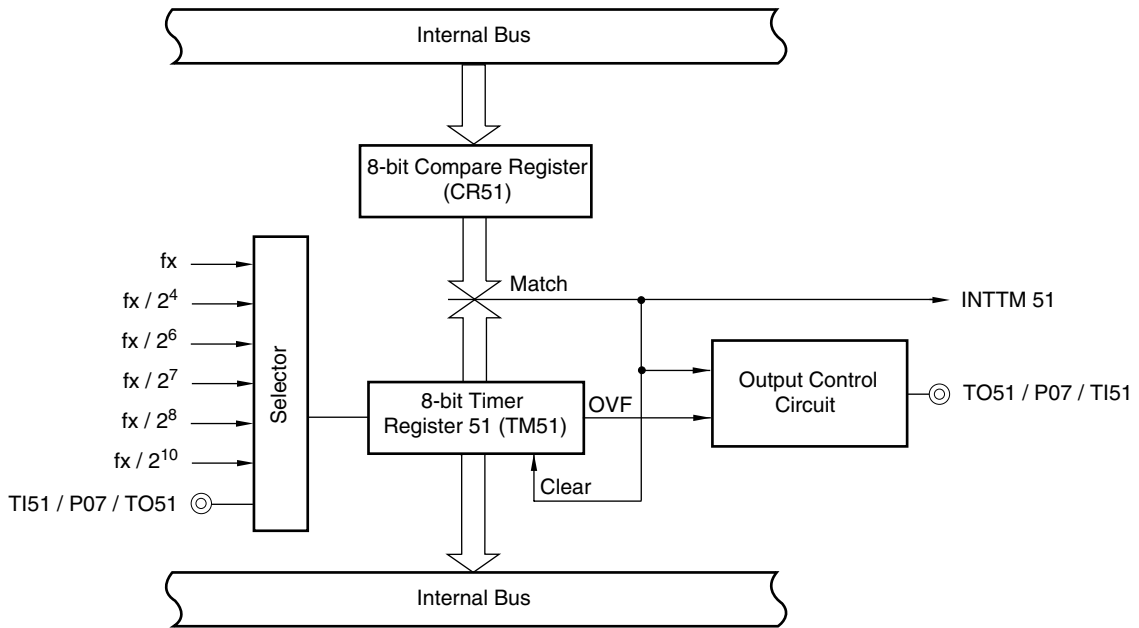 Internal Bus
8-bit Compare Register
(CR51)
Match
INTTM 51
fx
fx / 2⁴
fx / 2⁶
fx / 2⁷
fx / 2⁸
fx / 2¹⁰
TI51 / P07 / TO51
Selector
8-bit Timer
Register 51 (TM51)
OVF
Clear
Output Control
Circuit
TO51 / P07 / TI51
Internal Bus